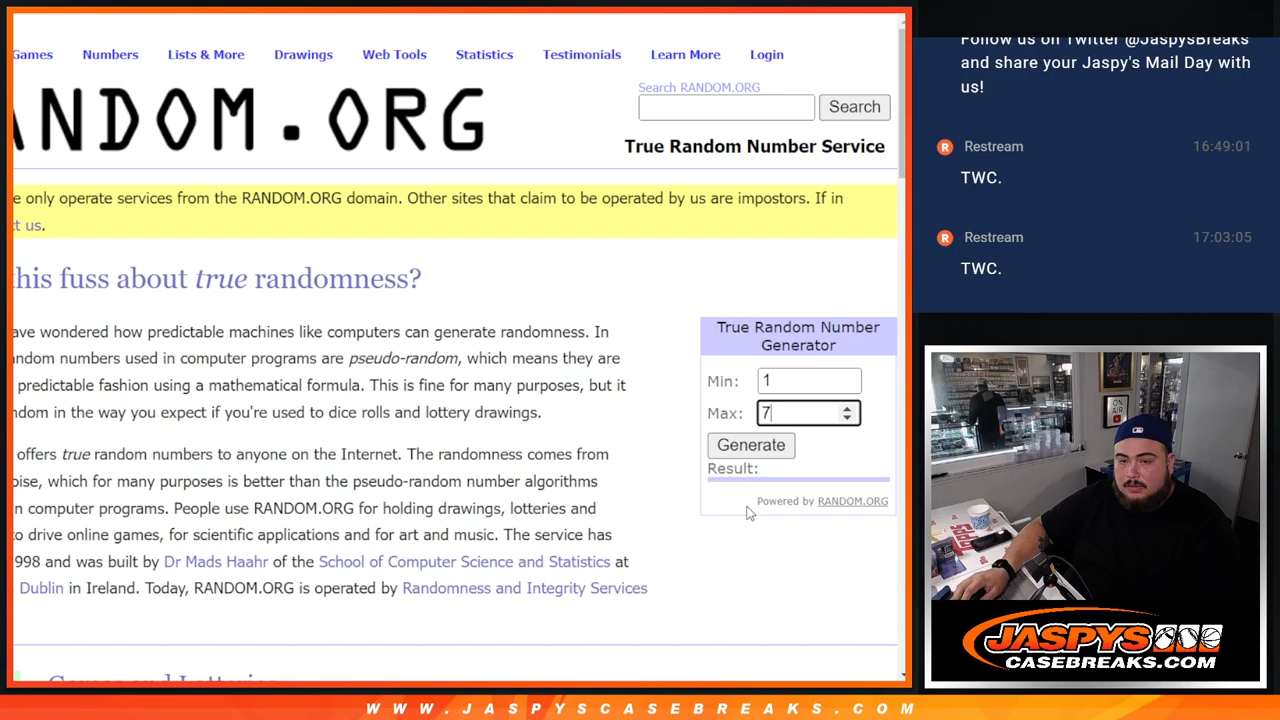 Games Numbers Lists & More Drawings Web Tools Statistics Testimonials Learn More Login
ANDOM.ORG
Search RANDOM.ORG
Search
True Random Number Service
e only operate services from the RANDOM.ORG domain. Other sites that claim to be operated by us are impostors. If in
ct us.
this fuss about true randomness?
ave wondered how predictable machines like computers can generate randomness. In
ndom numbers used in computer programs are pseudo-random, which means they are
predictable fashion using a mathematical formula. This is fine for many purposes, but it
ndom in the way you expect if you're used to dice rolls and lottery drawings.
offers true random numbers to anyone on the Internet. The randomness comes from
oise, which for many purposes is better than the pseudo-random number algorithms
n computer programs. People use RANDOM.ORG for holding drawings, lotteries and
to drive online games, for scientific applications and for art and music. The service has
998 and was built by Dr Mads Haahr of the School of Computer Science and Statistics at
Dublin in Ireland. Today, RANDOM.ORG is operated by Randomness and Integrity Services
Games and Lotteries
True Random Number
Generator
Min: 1
Max: 7
Generate
Result:
Powered by RANDOM.ORG
Follow us on Twitter @JaspysBreaks
and share your Jaspy's Mail Day with
us!
Restream 16:49:01
TWC.
Restream 17:03:05
TWC.
ON
AIR
JASPYS
CASEBREAKS.COM
WWW.JASPYSCASEBREAKS.COM